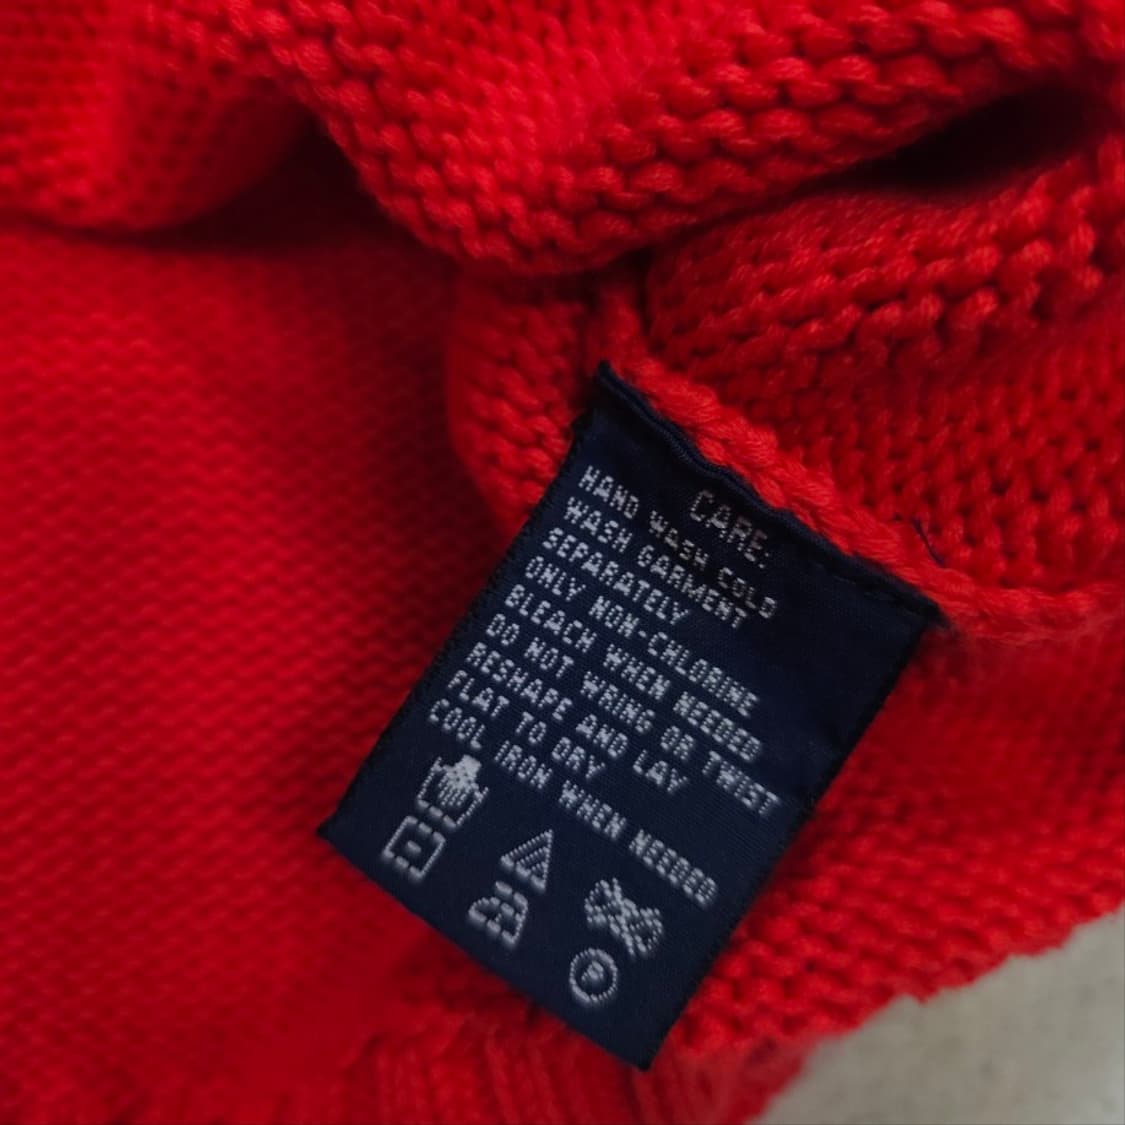 CARE:
HAND WASH COLD
WASH GARMENT
SEPARATELY
ONLY NON-CHLORINE
BLEACH WHEN NEEDED
DO NOT WRING OR TWIST
RESHAPE AND LAY
FLAT TO DRY
COOL IRON WHEN NEEDED
P